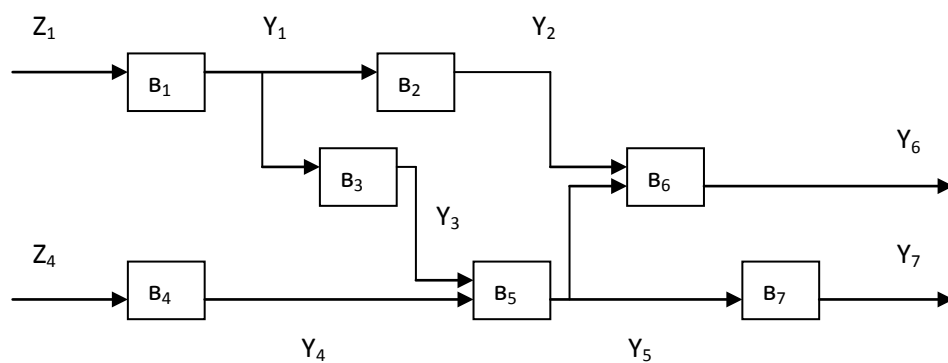 Z₁ Y₁ Y₂
B₁ B₂
B₃ B₆ Y₆
Y₃
Z₄ Y₇
B₄ B₅ B₇
Y₄ Y₅